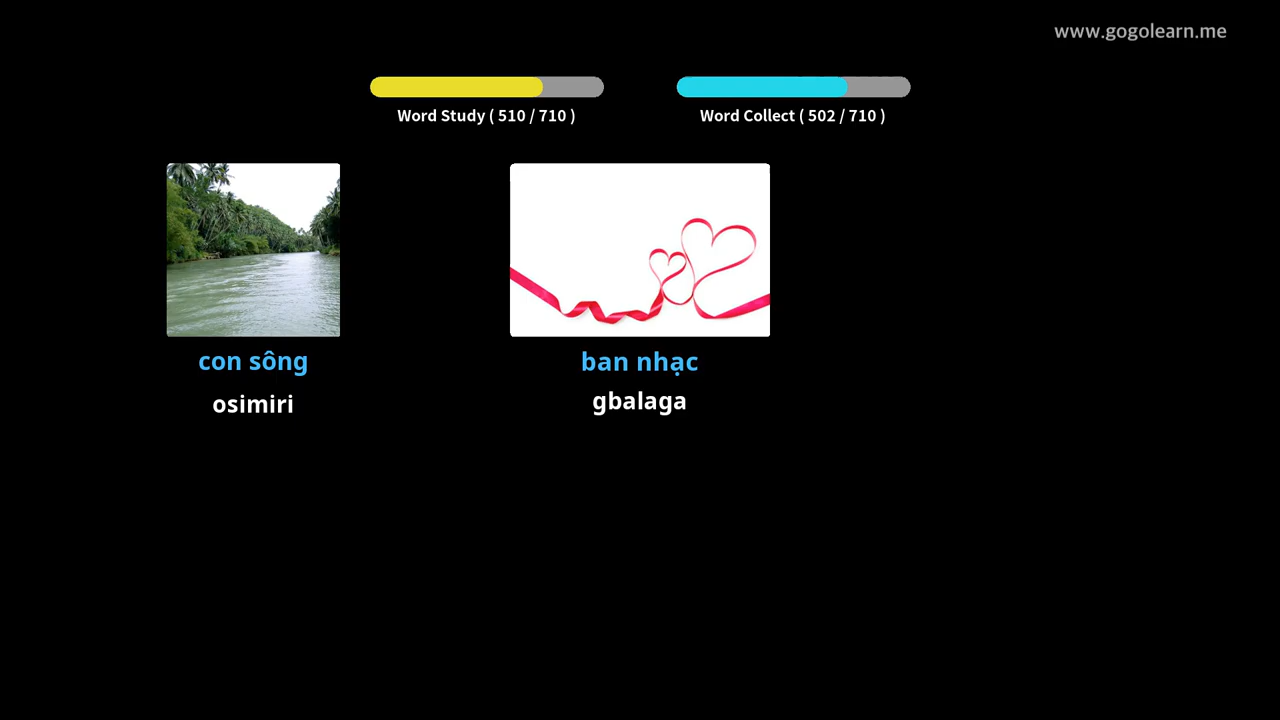 www.gogolearn.me
Word Study ( 510 / 710 )
Word Collect ( 502 / 710 )
con sông
osimiri
ban nhạc
gbalaga